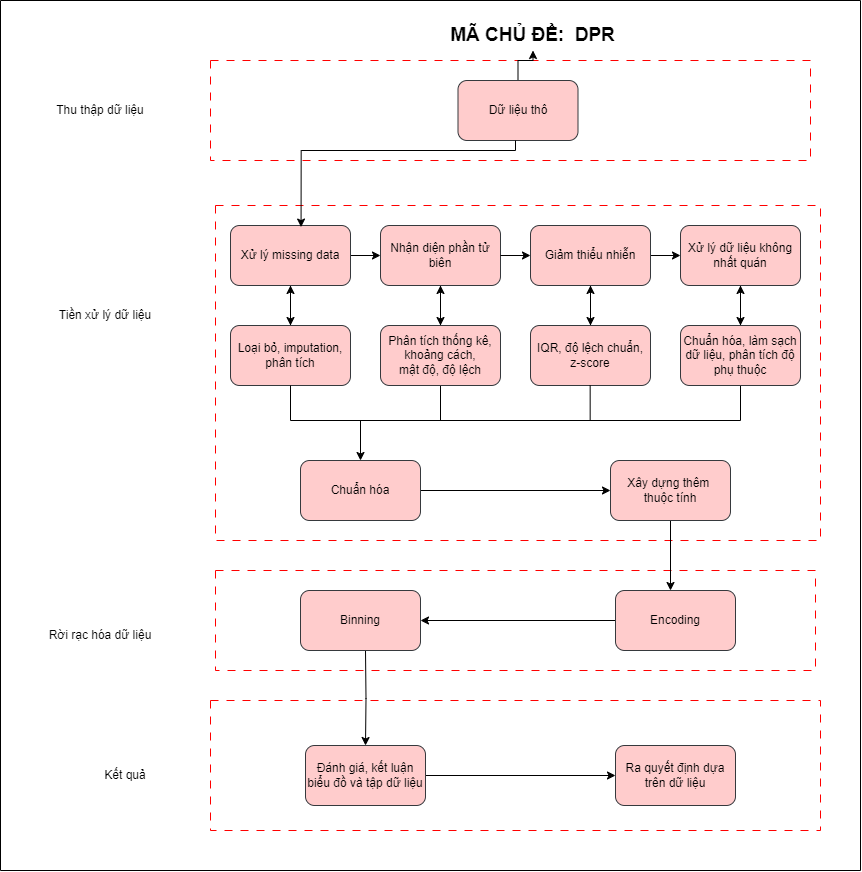 MÃ CHỦ ĐỀ: DPR
Thu thập dữ liệu
Dữ liệu thô
Tiền xử lý dữ liệu
Xử lý missing data
Nhận diện phần tử
biên
Giảm thiểu nhiễn
Xử lý dữ liệu không
nhất quán
Loại bỏ, imputation,
phân tích
Phân tích thống kê,
khoảng cách,
mật độ, độ lệch
IQR, độ lệch chuẩn,
z-score
Chuẩn hóa, làm sạch
dữ liệu, phân tích độ
phụ thuộc
Chuẩn hóa
Xây dựng thêm
thuộc tính
Rời rạc hóa dữ liệu
Binning
Encoding
Kết quả
Đánh giá, kết luận
biểu đồ và tập dữ liệu
Ra quyết định dựa
trên dữ liệu